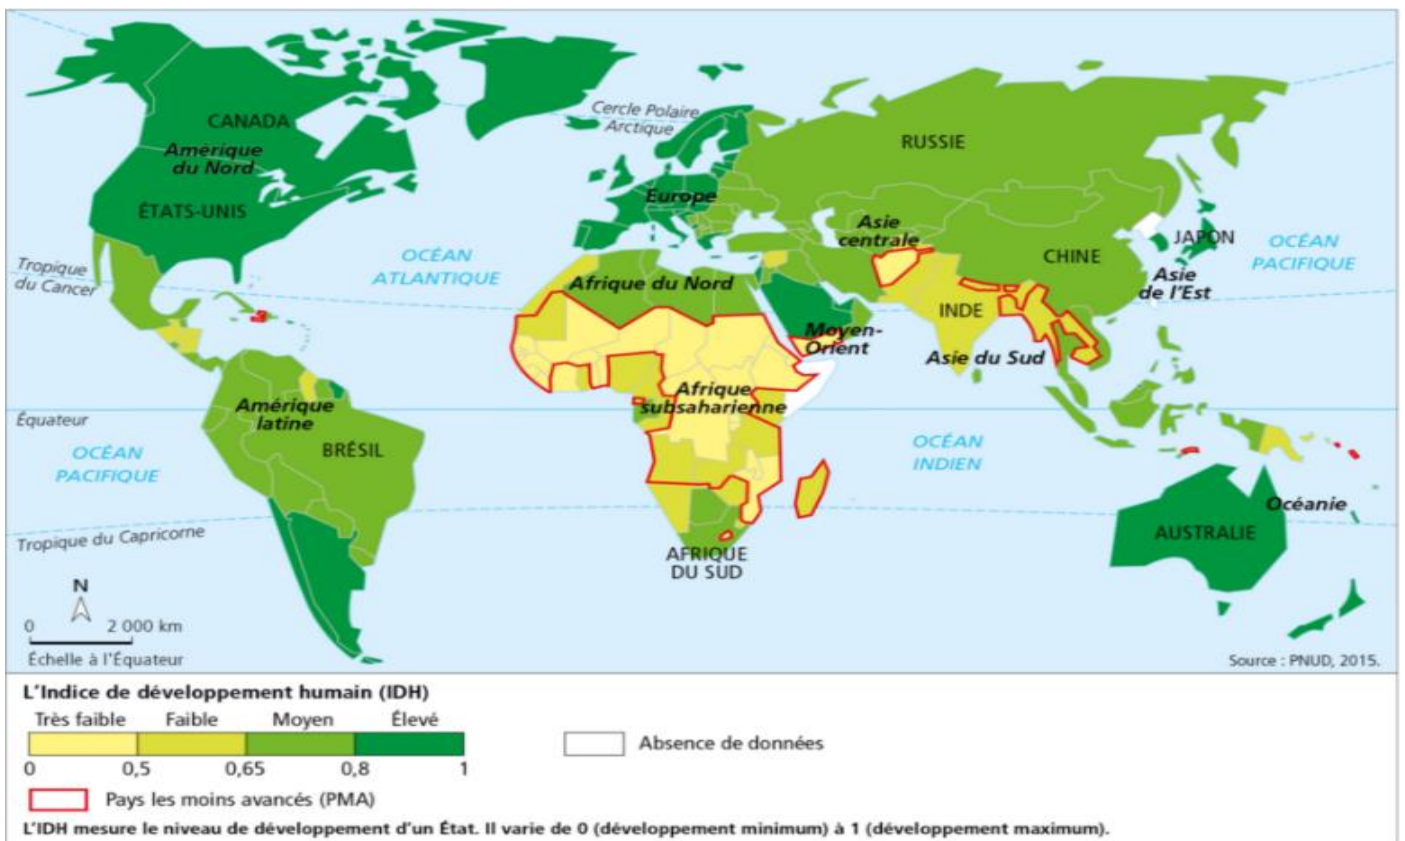 Cercle Polaire
Arctique
CANADA
Amérique
du Nord
RUSSIE
ÉTATS-UNIS
Europe
Asie
centrale
JAPON
OCÉAN
PACIFIQUE
OCÉAN
ATLANTIQUE
CHINE
Tropique
du Cancer
Afrique du Nord
Asie
de l'Est
INDE
Moyen-
Orient
Asie du Sud
Afrique
subsaharienne
Amérique
latine
Équateur
OCÉAN
PACIFIQUE
BRÉSIL
OCÉAN
INDIEN
Océanie
AUSTRALIE
Tropique du Capricorne
AFRIQUE
DU SUD
N
0 2 000 km
Échelle à l'Équateur
Source : PNUD, 2015.
L'Indice de développement humain (IDH)
Très faible Faible Moyen Élevé
0 0,5 0,65 0,8 1
Absence de données
Pays les moins avancés (PMA)
L'IDH mesure le niveau de développement d'un État. Il varie de 0 (développement minimum) à 1 (développement maximum).